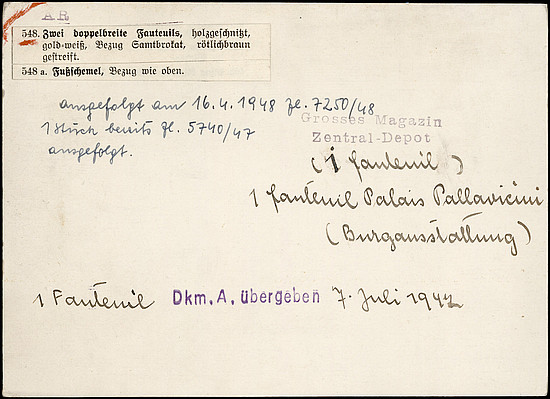 AR
548. Zwei doppelbreite Fauteuils, holzgeschnitzt,
gold-weiß, Bezug Samtbrokat, rötlichbraun
gestreift.
548 a. Fußschemel, Bezug wie oben.
ausgefolgt am 16.4.1948 zl. 7250/48
1 Stück bereits zl. 5740/47
ausgefolgt.
Grosses Magazin
Zentral-Depot
(1 fauteuil)
1 fauteuil Palais Pallavicini
(Burgausstattung)
1 Fauteuil Dkm. A. übergeben 7. Juli 1942